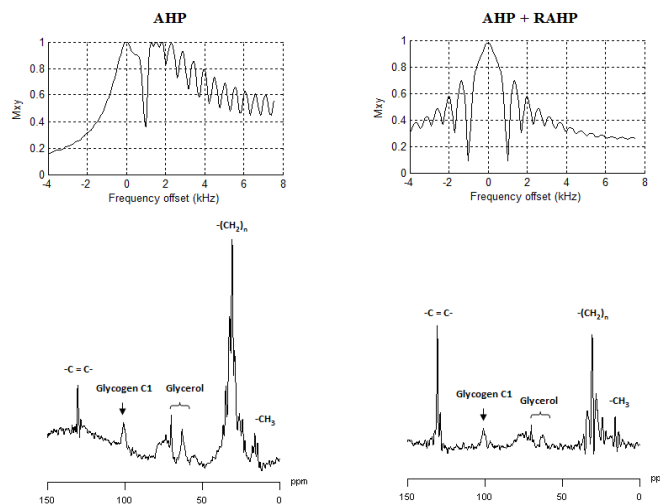 AHP
AHP + RAHP
1
0.8
0.6
0.4
0.2
0
Mxy
-4 -2 0 2 4 6 8
Frequency offset (kHz)
1
0.8
0.6
0.4
0.2
0
Mxy
-4 -2 0 2 4 6 8
Frequency offset (kHz)
-(CH2)n
-C = C-
Glycogen C1
Glycerol
-CH3
ppm
150 100 50 0
-C = C-
-(CH2)n
Glycogen C1
Glycerol
-CH3
pp
150 100 50 0